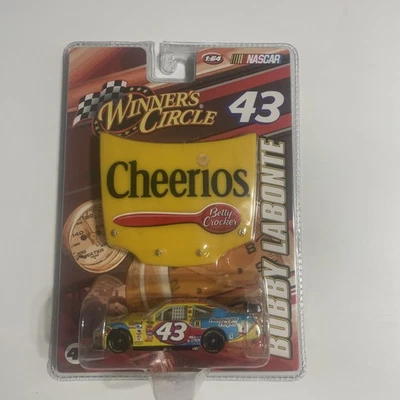 1:64
NASCAR
WINNER'S
CIRCLE
43
Cheerios
Betty
Crocker
BOBBY LABONTE
43